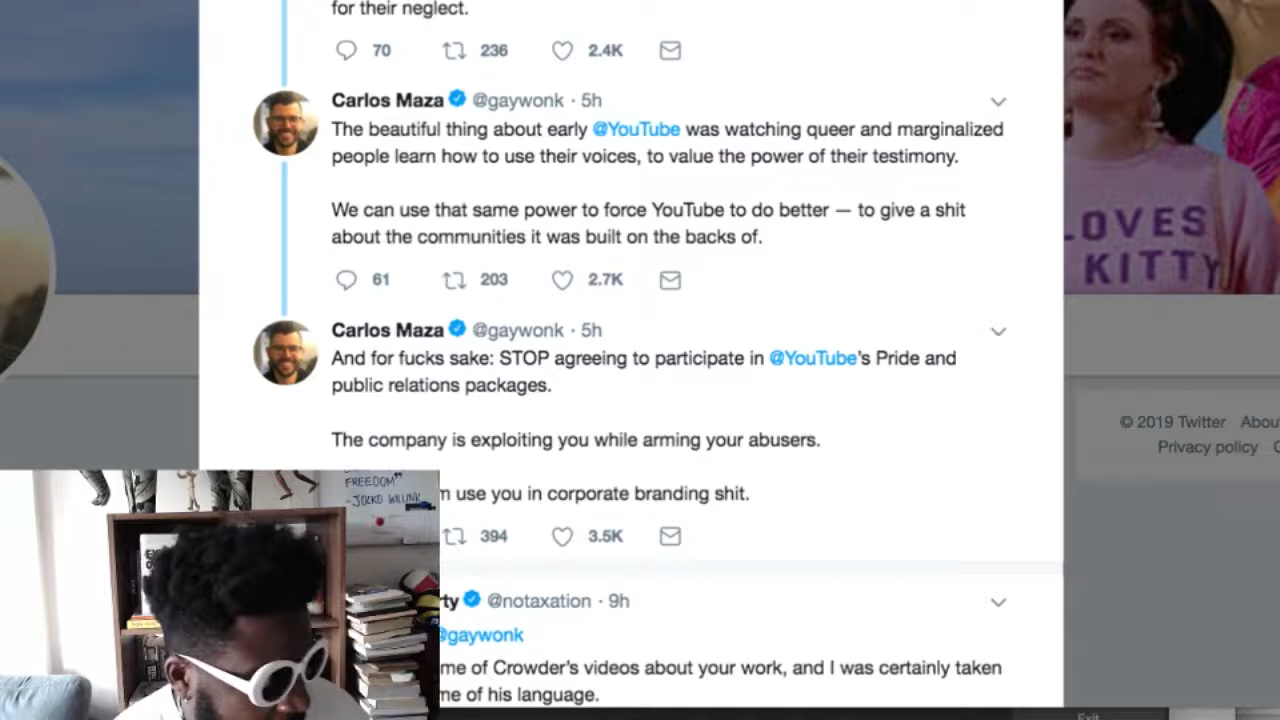 for their neglect.
70 236 2.4K
Carlos Maza @gaywonk · 5h
The beautiful thing about early @YouTube was watching queer and marginalized
people learn how to use their voices, to value the power of their testimony.
We can use that same power to force YouTube to do better — to give a shit
about the communities it was built on the backs of.
61 203 2.7K
Carlos Maza @gaywonk · 5h
And for fucks sake: STOP agreeing to participate in @YouTube's Pride and
public relations packages.
The company is exploiting you while arming your abusers.
use you in corporate branding shit.
394 3.5K
@notaxation · 9h
@gaywonk
me of Crowder's videos about your work, and I was certainly taken
me of his language.
LOVES
KITTY
© 2019 Twitter Abou
Privacy policy C
FREEDOM"
-JOCKO WILLINK
Exit